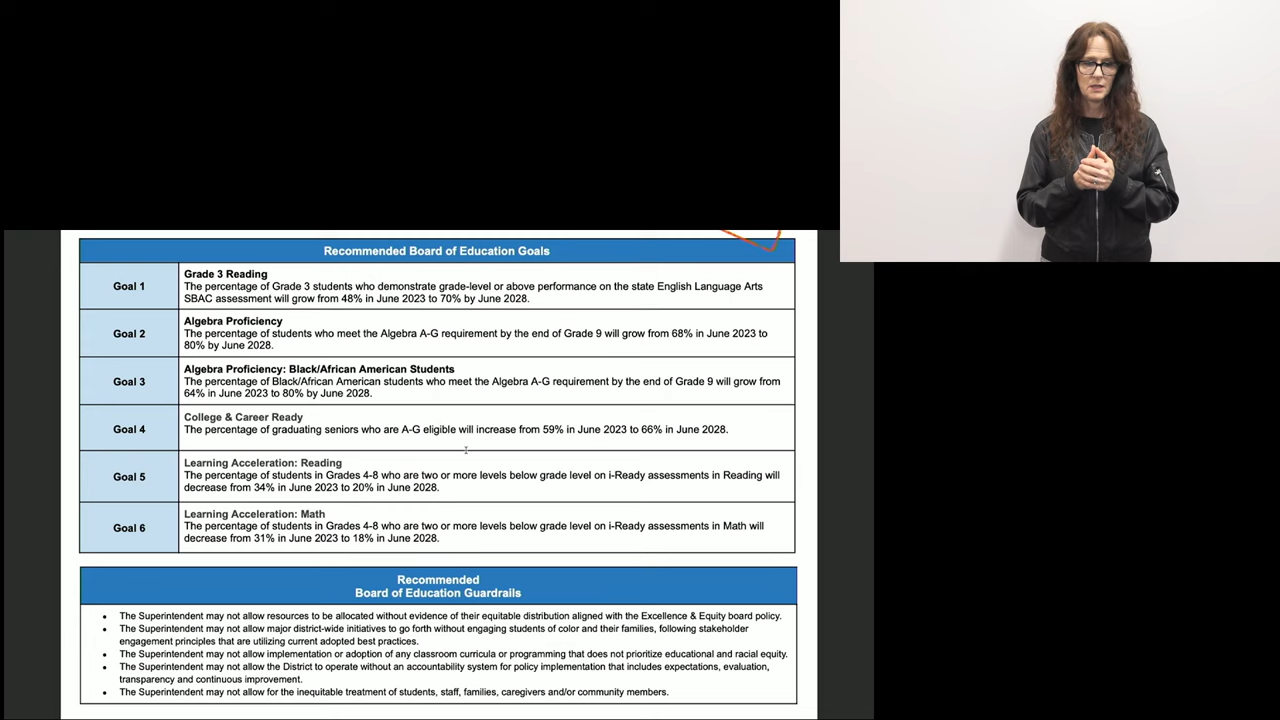 Recommended Board of Education Goals
Goal 1
Grade 3 Reading
The percentage of Grade 3 students who demonstrate grade-level or above performance on the state English Language Arts
SBAC assessment will grow from 48% in June 2023 to 70% by June 2028.
Goal 2
Algebra Proficiency
The percentage of students who meet the Algebra A-G requirement by the end of Grade 9 will grow from 68% in June 2023 to
80% by June 2028.
Goal 3
Algebra Proficiency: Black/African American Students
The percentage of Black/African American students who meet the Algebra A-G requirement by the end of Grade 9 will grow from
64% in June 2023 to 80% by June 2028.
Goal 4
College & Career Ready
The percentage of graduating seniors who are A-G eligible will increase from 59% in June 2023 to 66% in June 2028.
Goal 5
Learning Acceleration: Reading
The percentage of students in Grades 4-8 who are two or more levels below grade level on i-Ready assessments in Reading will
decrease from 34% in June 2023 to 20% in June 2028.
Goal 6
Learning Acceleration: Math
The percentage of students in Grades 4-8 who are two or more levels below grade level on i-Ready assessments in Math will
decrease from 31% in June 2023 to 18% in June 2028.
Recommended
Board of Education Guardrails
• The Superintendent may not allow resources to be allocated without evidence of their equitable distribution aligned with the Excellence & Equity board policy.
• The Superintendent may not allow major district-wide initiatives to go forth without engaging students of color and their families, following stakeholder
engagement principles that are utilizing current adopted best practices.
• The Superintendent may not allow implementation or adoption of any classroom curricula or programming that does not prioritize educational and racial equity.
• The Superintendent may not allow the District to operate without an accountability system for policy implementation that includes expectations, evaluation,
transparency and continuous improvement.
• The Superintendent may not allow for the inequitable treatment of students, staff, families, caregivers and/or community members.